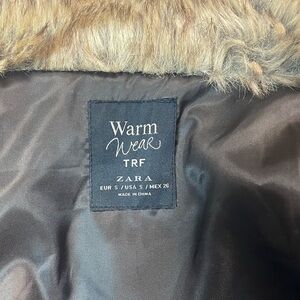 Warm
Wear
TRF
ZARA
EUR S / USA S / MEX 26
MADE IN CHINA